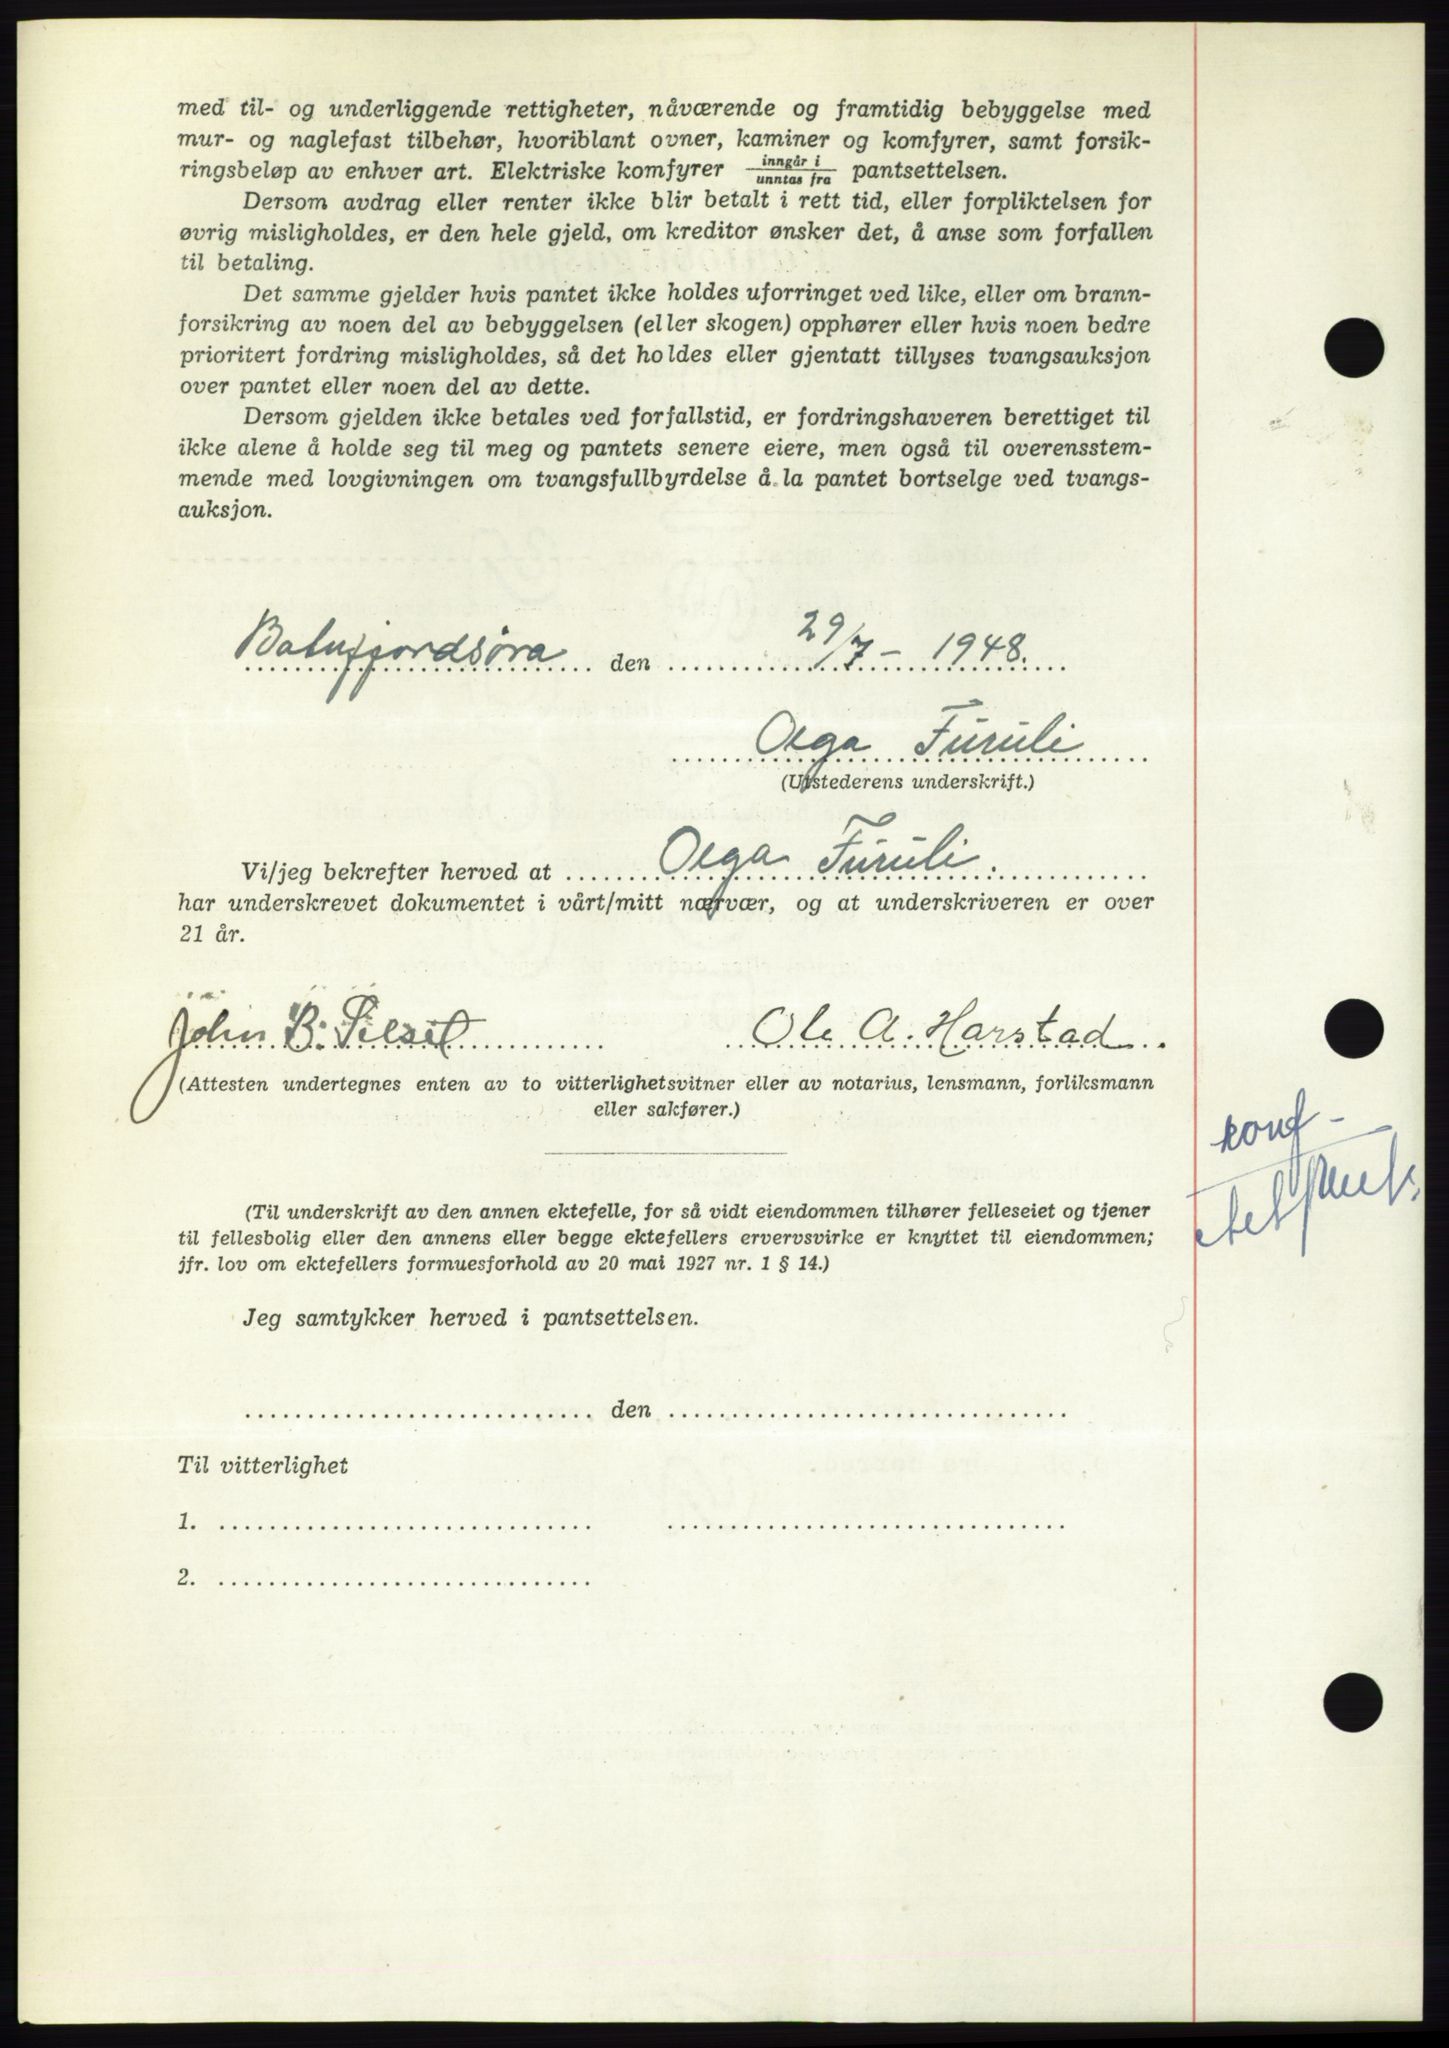 med til- og underliggende rettigheter, nåværende og framtidig bebyggelse med
mur- og naglefast tilbehør, hvoriblant ovner, kaminer og komfyrer, samt forsik-
ringsbeløp av enhver art. Elektriske komfyrer inngår i / unntas fra pantsettelsen.
Dersom avdrag eller renter ikke blir betalt i rett tid, eller forpliktelsen for
øvrig misligholdes, er den hele gjeld, om kreditor ønsker det, å anse som forfallen
til betaling.
Det samme gjelder hvis pantet ikke holdes uforringet ved like, eller om brann-
forsikring av noen del av bebyggelsen (eller skogen) opphører eller hvis noen bedre
prioritert fordring misligholdes, så det holdes eller gjentatt tillyses tvangsauksjon
over pantet eller noen del av dette.
Dersom gjelden ikke betales ved forfallstid, er fordringshaveren berettiget til
ikke alene å holde seg til meg og pantets senere eiere, men også til overensstem-
mende med lovgivningen om tvangsfullbyrdelse å la pantet bortselge ved tvangs-
auksjon.
Batnfjordsøra den 29/7 - 1948.
Olga Furuli
(Utstederens underskrift.)
Vi/jeg bekrefter herved at Olga Furuli.
har underskrevet dokumentet i vårt/mitt nærvær, og at underskriveren er over
21 år.
John B. Silset Ole A. Harstad
(Attesten undertegnes enten av to vitterlighetsvitner eller av notarius, lensmann, forliksmann
eller sakfører.)
konf -
(Til underskrift av den annen ektefelle, for så vidt eiendommen tilhører felleseiet og tjener
til fellesbolig eller den annens eller begge ektefellers ervervsvirke er knyttet til eiendommen;
jfr. lov om ektefellers formuesforhold av 20 mai 1927 nr. 1 § 14.)
Jeg samtykker herved i pantsettelsen.
den
Til vitterlighet
1.
2.